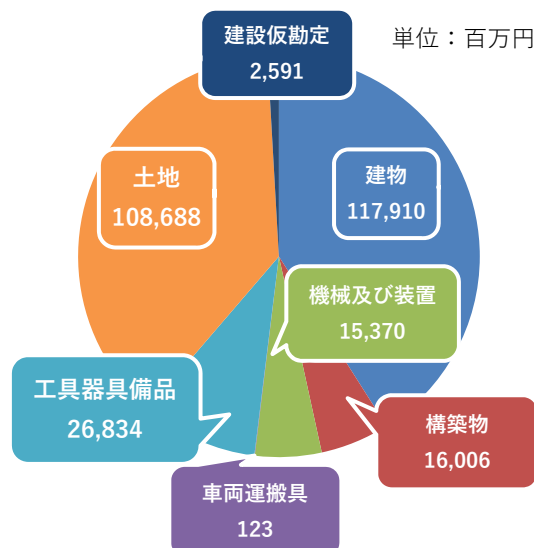 建設仮勘定
2,591
単位：百万円
土地
108,688
建物
117,910
機械及び装置
15,370
工具器具備品
26,834
構築物
16,006
車両運搬具
123